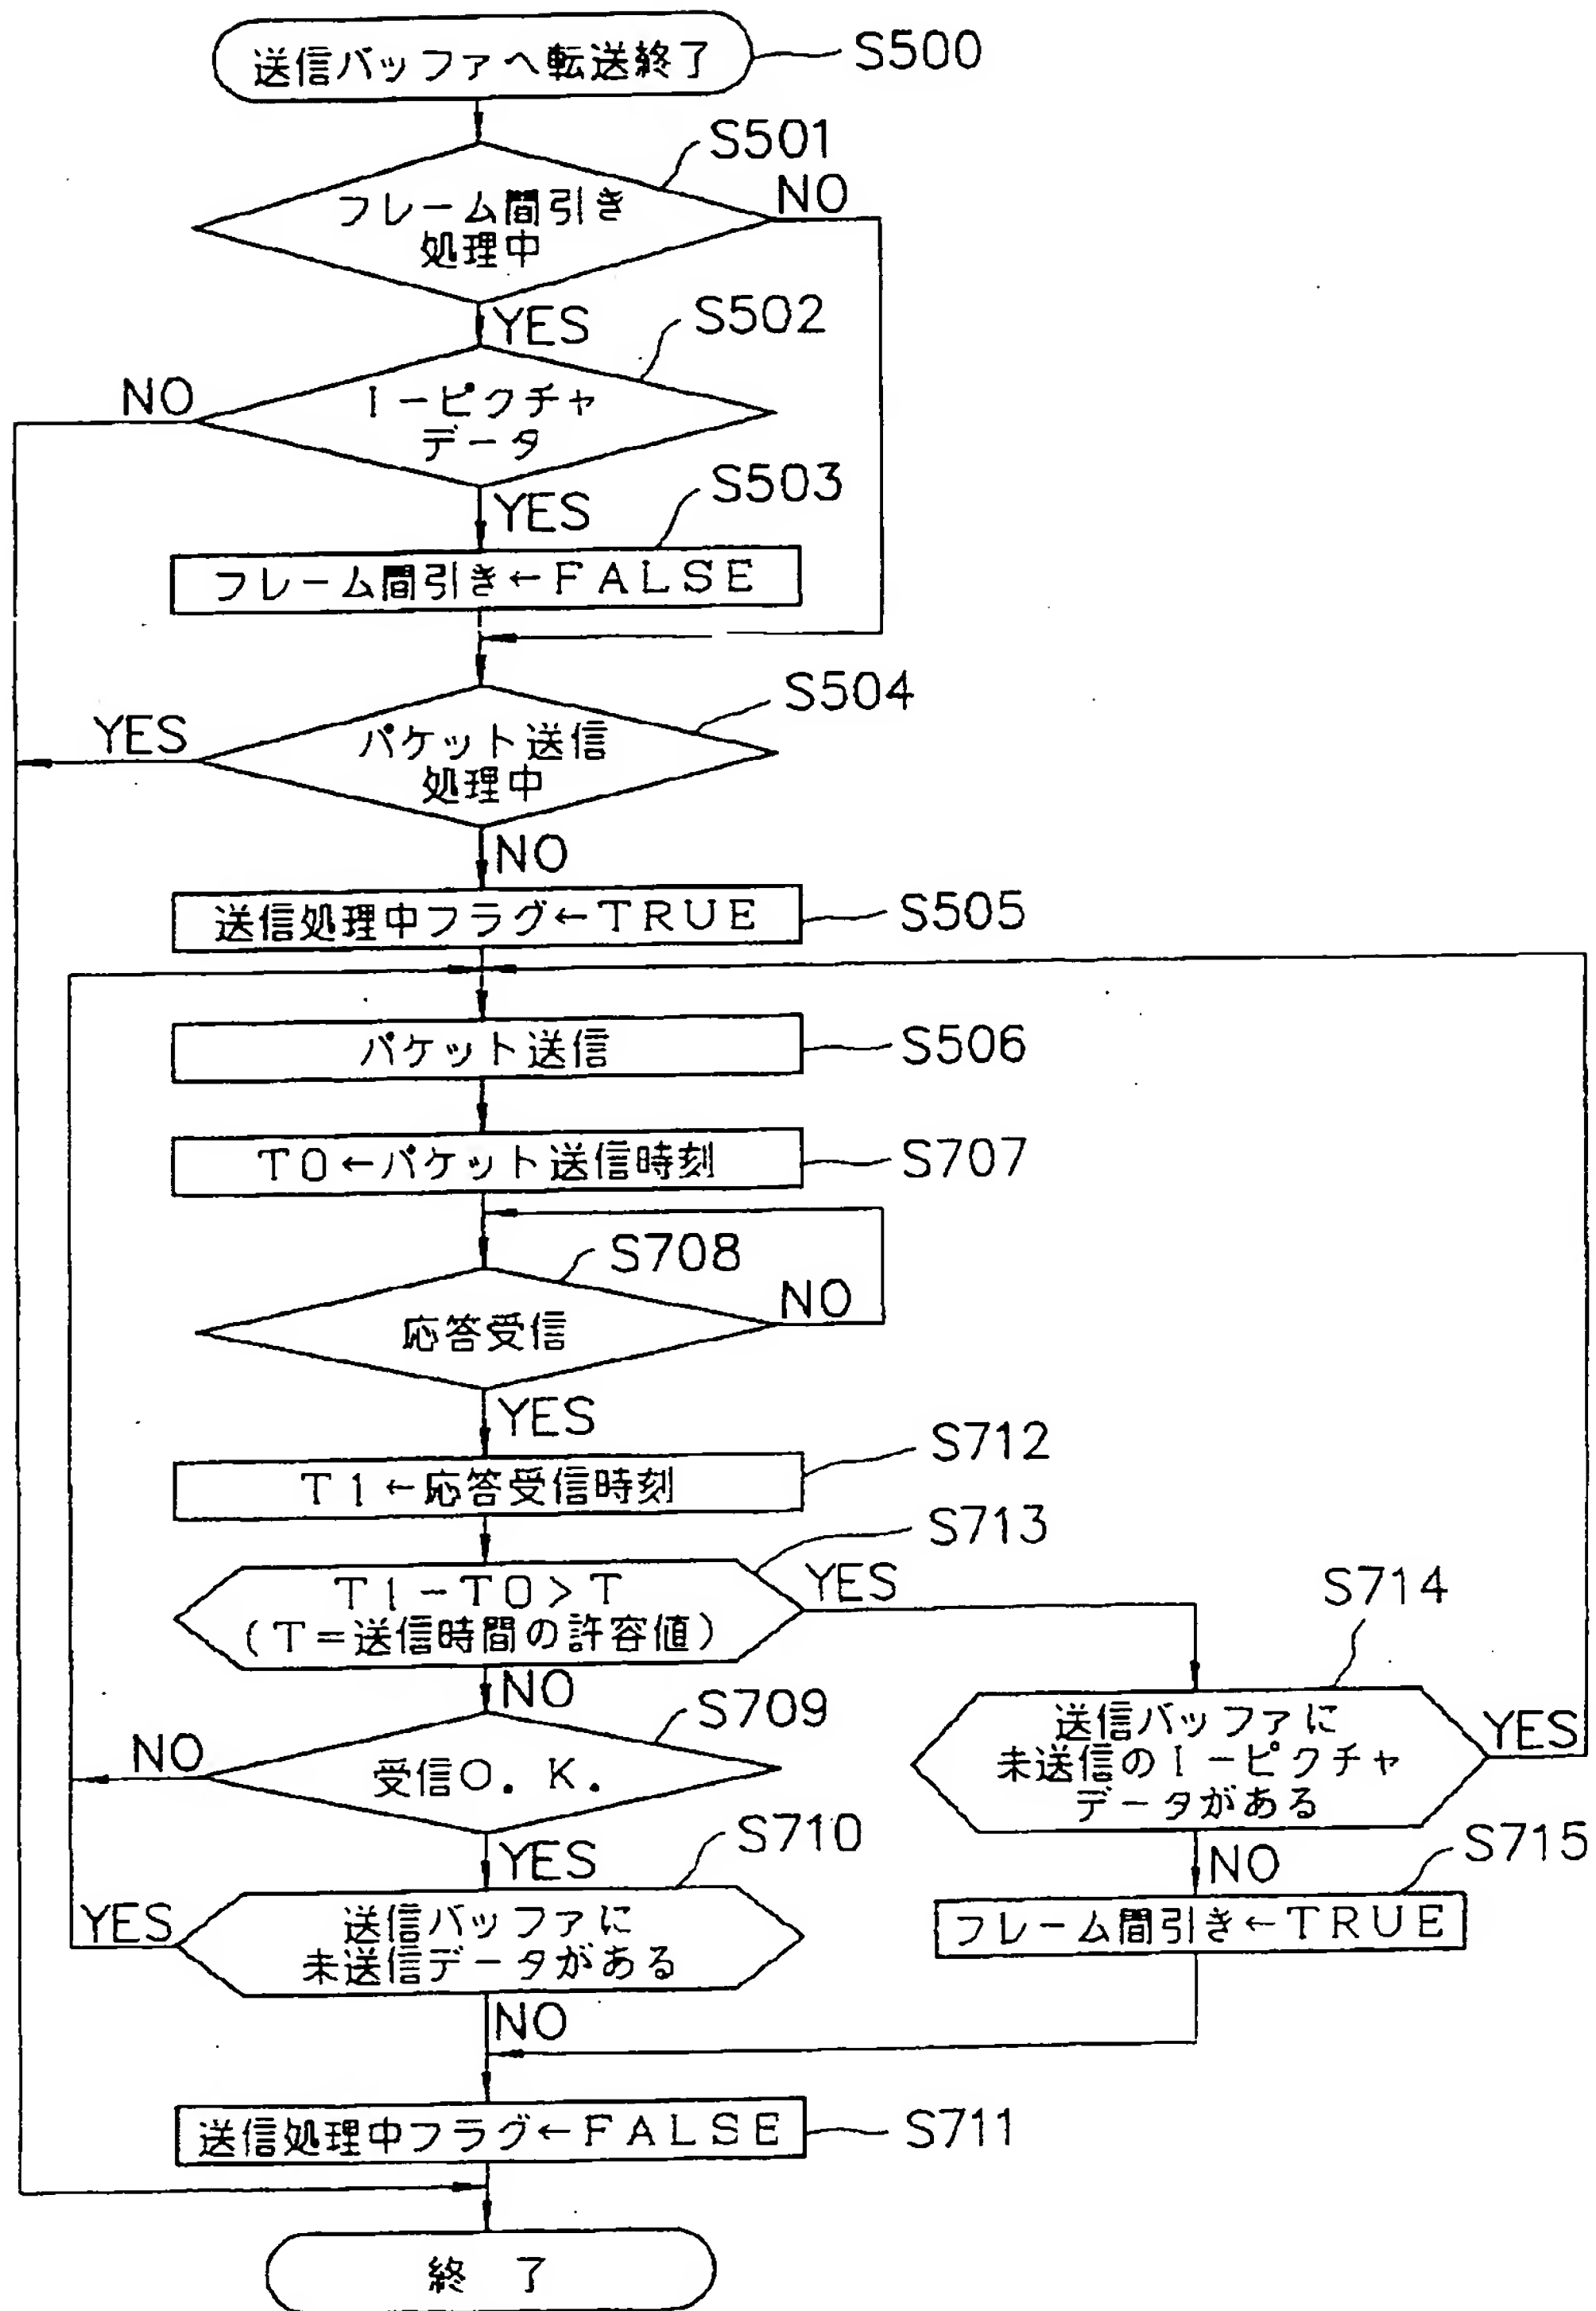 送信バッファへ転送終了
S500
S501
フレーム間引き
処理中
NO
YES
S502
I－ピクチャ
データ
NO
YES
S503
フレーム間引き←FALSE
S504
パケット送信
処理中
YES
NO
送信処理中フラグ←TRUE
S505
パケット送信
S506
T0←パケット送信時刻
S707
S708
応答受信
NO
YES
S712
T1←応答受信時刻
S713
T1－T0＞T
（T＝送信時間の許容値）
YES
NO
S714
送信バッファに
未送信のI－ピクチャ
データがある
YES
NO
S709
受信O．K．
NO
YES
S710
送信バッファに
未送信データがある
YES
NO
S715
フレーム間引き←TRUE
送信処理中フラグ←FALSE
S711
終 了